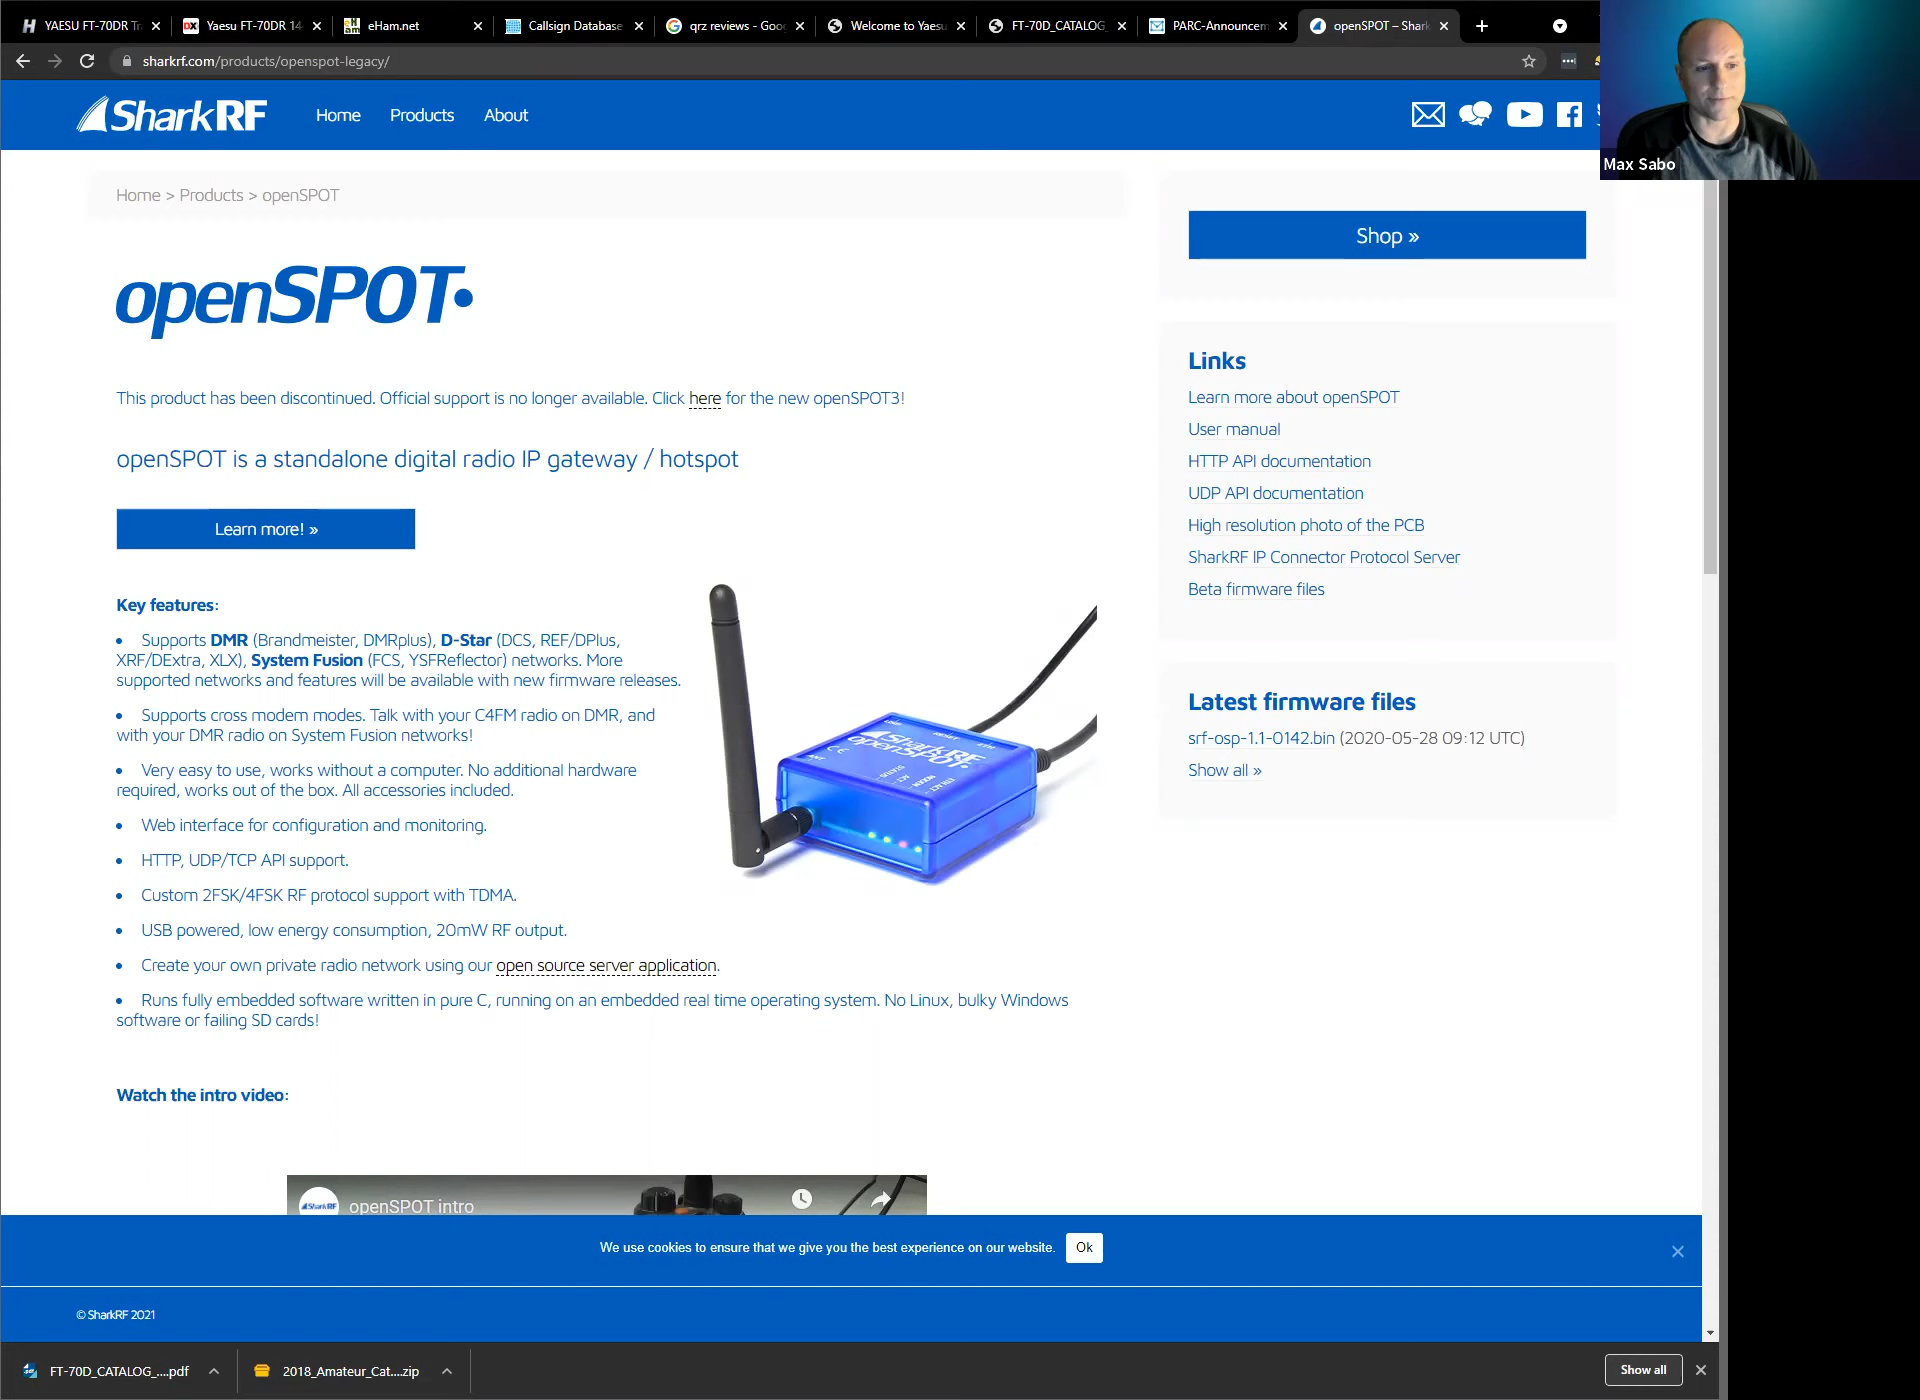 YAESU FT-70DR Tr
Yaesu FT-70DR 14
eHam.net
Callsign Database
qrz reviews - Goo
Welcome to Yaesu
FT-70D_CATALOG
PARC-Announcem
openSPOT – Shark
sharkrf.com/products/openspot-legacy/
Max Sabo
SharkRF
Home
Products
About
Home > Products > openSPOT
Shop »
openSPOT
This product has been discontinued. Official support is no longer available. Click here for the new openSPOT3!
openSPOT is a standalone digital radio IP gateway / hotspot
Learn more! »
Key features:
• Supports DMR (Brandmeister, DMRplus), D-Star (DCS, REF/DPlus,
XRF/DExtra, XLX), System Fusion (FCS, YSFReflector) networks. More
supported networks and features will be available with new firmware releases.
• Supports cross modem modes. Talk with your C4FM radio on DMR, and
with your DMR radio on System Fusion networks!
• Very easy to use, works without a computer. No additional hardware
required, works out of the box. All accessories included.
• Web interface for configuration and monitoring.
• HTTP, UDP/TCP API support.
• Custom 2FSK/4FSK RF protocol support with TDMA.
• USB powered, low energy consumption, 20mW RF output.
• Create your own private radio network using our open source server application.
• Runs fully embedded software written in pure C, running on an embedded real time operating system. No Linux, bulky Windows
software or failing SD cards!
SharkRF
openSPOT
Watch the intro video:
SharkRF
openSPOT intro
Links
Learn more about openSPOT
User manual
HTTP API documentation
UDP API documentation
High resolution photo of the PCB
SharkRF IP Connector Protocol Server
Beta firmware files
Latest firmware files
srf-osp-1.1-0142.bin (2020-05-28 09:12 UTC)
Show all »
We use cookies to ensure that we give you the best experience on our website.
Ok
© SharkRF 2021
FT-70D_CATALOG_....pdf
2018_Amateur_Cat....zip
Show all